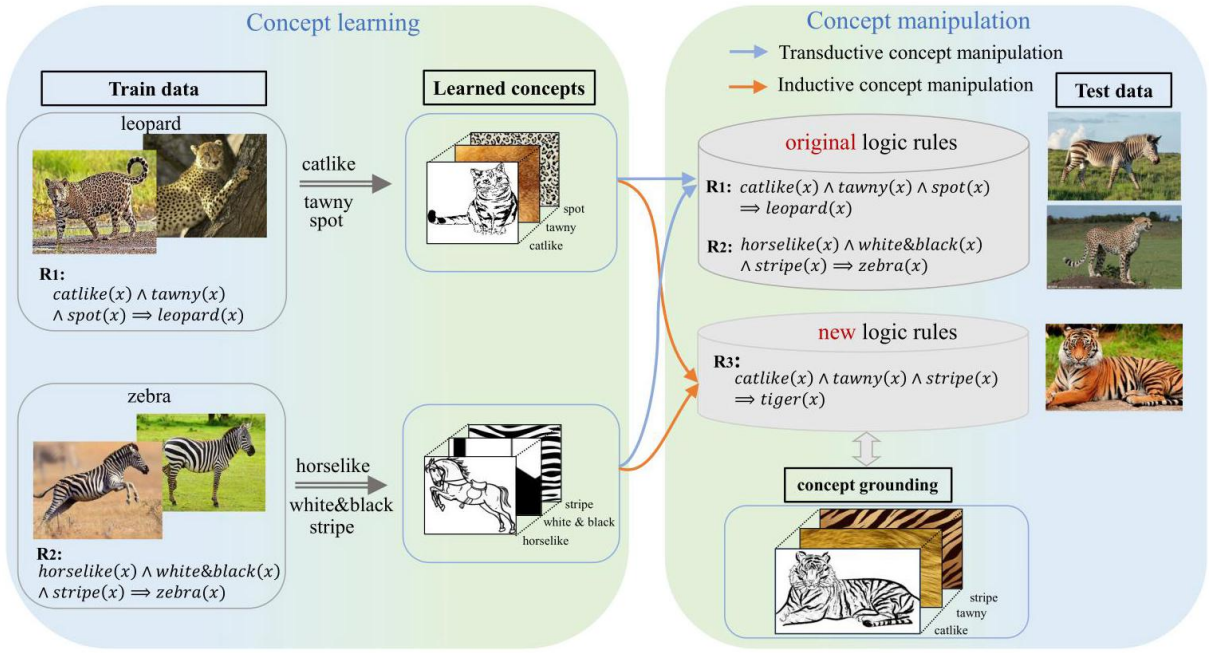 Concept learning
Train data
leopard
R1:
catlike(x) ∧ tawny(x)
∧ spot(x) ⟹ leopard(x)
catlike
tawny
spot
Learned concepts
spot
tawny
catlike
zebra
R2:
horselike(x) ∧ white&black(x)
∧ stripe(x) ⟹ zebra(x)
horselike
white&black
stripe
stripe
white & black
horselike
Concept manipulation
Transductive concept manipulation
Inductive concept manipulation
Test data
original logic rules
R1: catlike(x) ∧ tawny(x) ∧ spot(x)
⟹ leopard(x)
R2: horselike(x) ∧ white&black(x)
∧ stripe(x) ⟹ zebra(x)
new logic rules
R3:
catlike(x) ∧ tawny(x) ∧ stripe(x)
⟹ tiger(x)
concept grounding
stripe
tawny
catlike